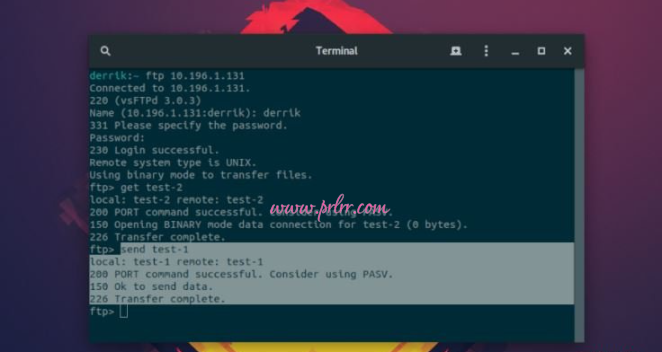 Terminal
derrik:~ ftp 10.196.1.131
Connected to 10.196.1.131.
220 (vsFTPd 3.0.3)
Name (10.196.1.131:derrik): derrik
331 Please specify the password.
Password:
230 Login successful.
Remote system type is UNIX.
Using binary mode to transfer files.
ftp> get test-2
local: test-2 remote: test-2
200 PORT command successful. Consider using PASV.
www.prlrr.com
150 Opening BINARY mode data connection for test-2 (0 bytes).
226 Transfer complete.
ftp> send test-1
local: test-1 remote: test-1
200 PORT command successful. Consider using PASV.
150 Ok to send data.
226 Transfer complete.
ftp>